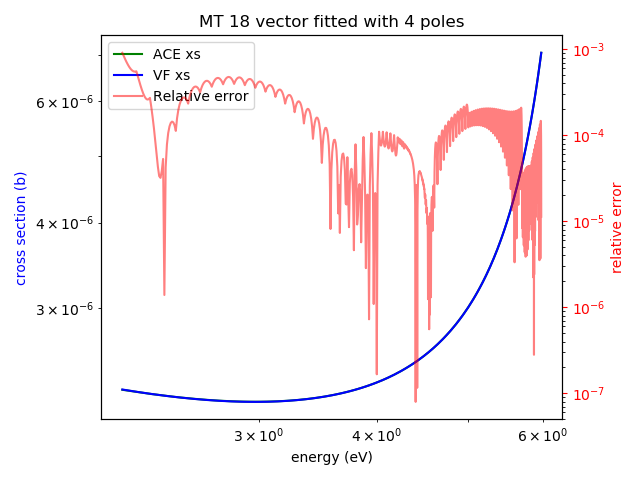 MT 18 vector fitted with 4 poles
ACE xs
VF xs
Relative error
6 × 10⁻⁶
4 × 10⁻⁶
3 × 10⁻⁶
cross section (b)
10⁻³
10⁻⁴
10⁻⁵
10⁻⁶
10⁻⁷
relative error
3 × 10⁰
4 × 10⁰
6 × 10⁰
energy (eV)